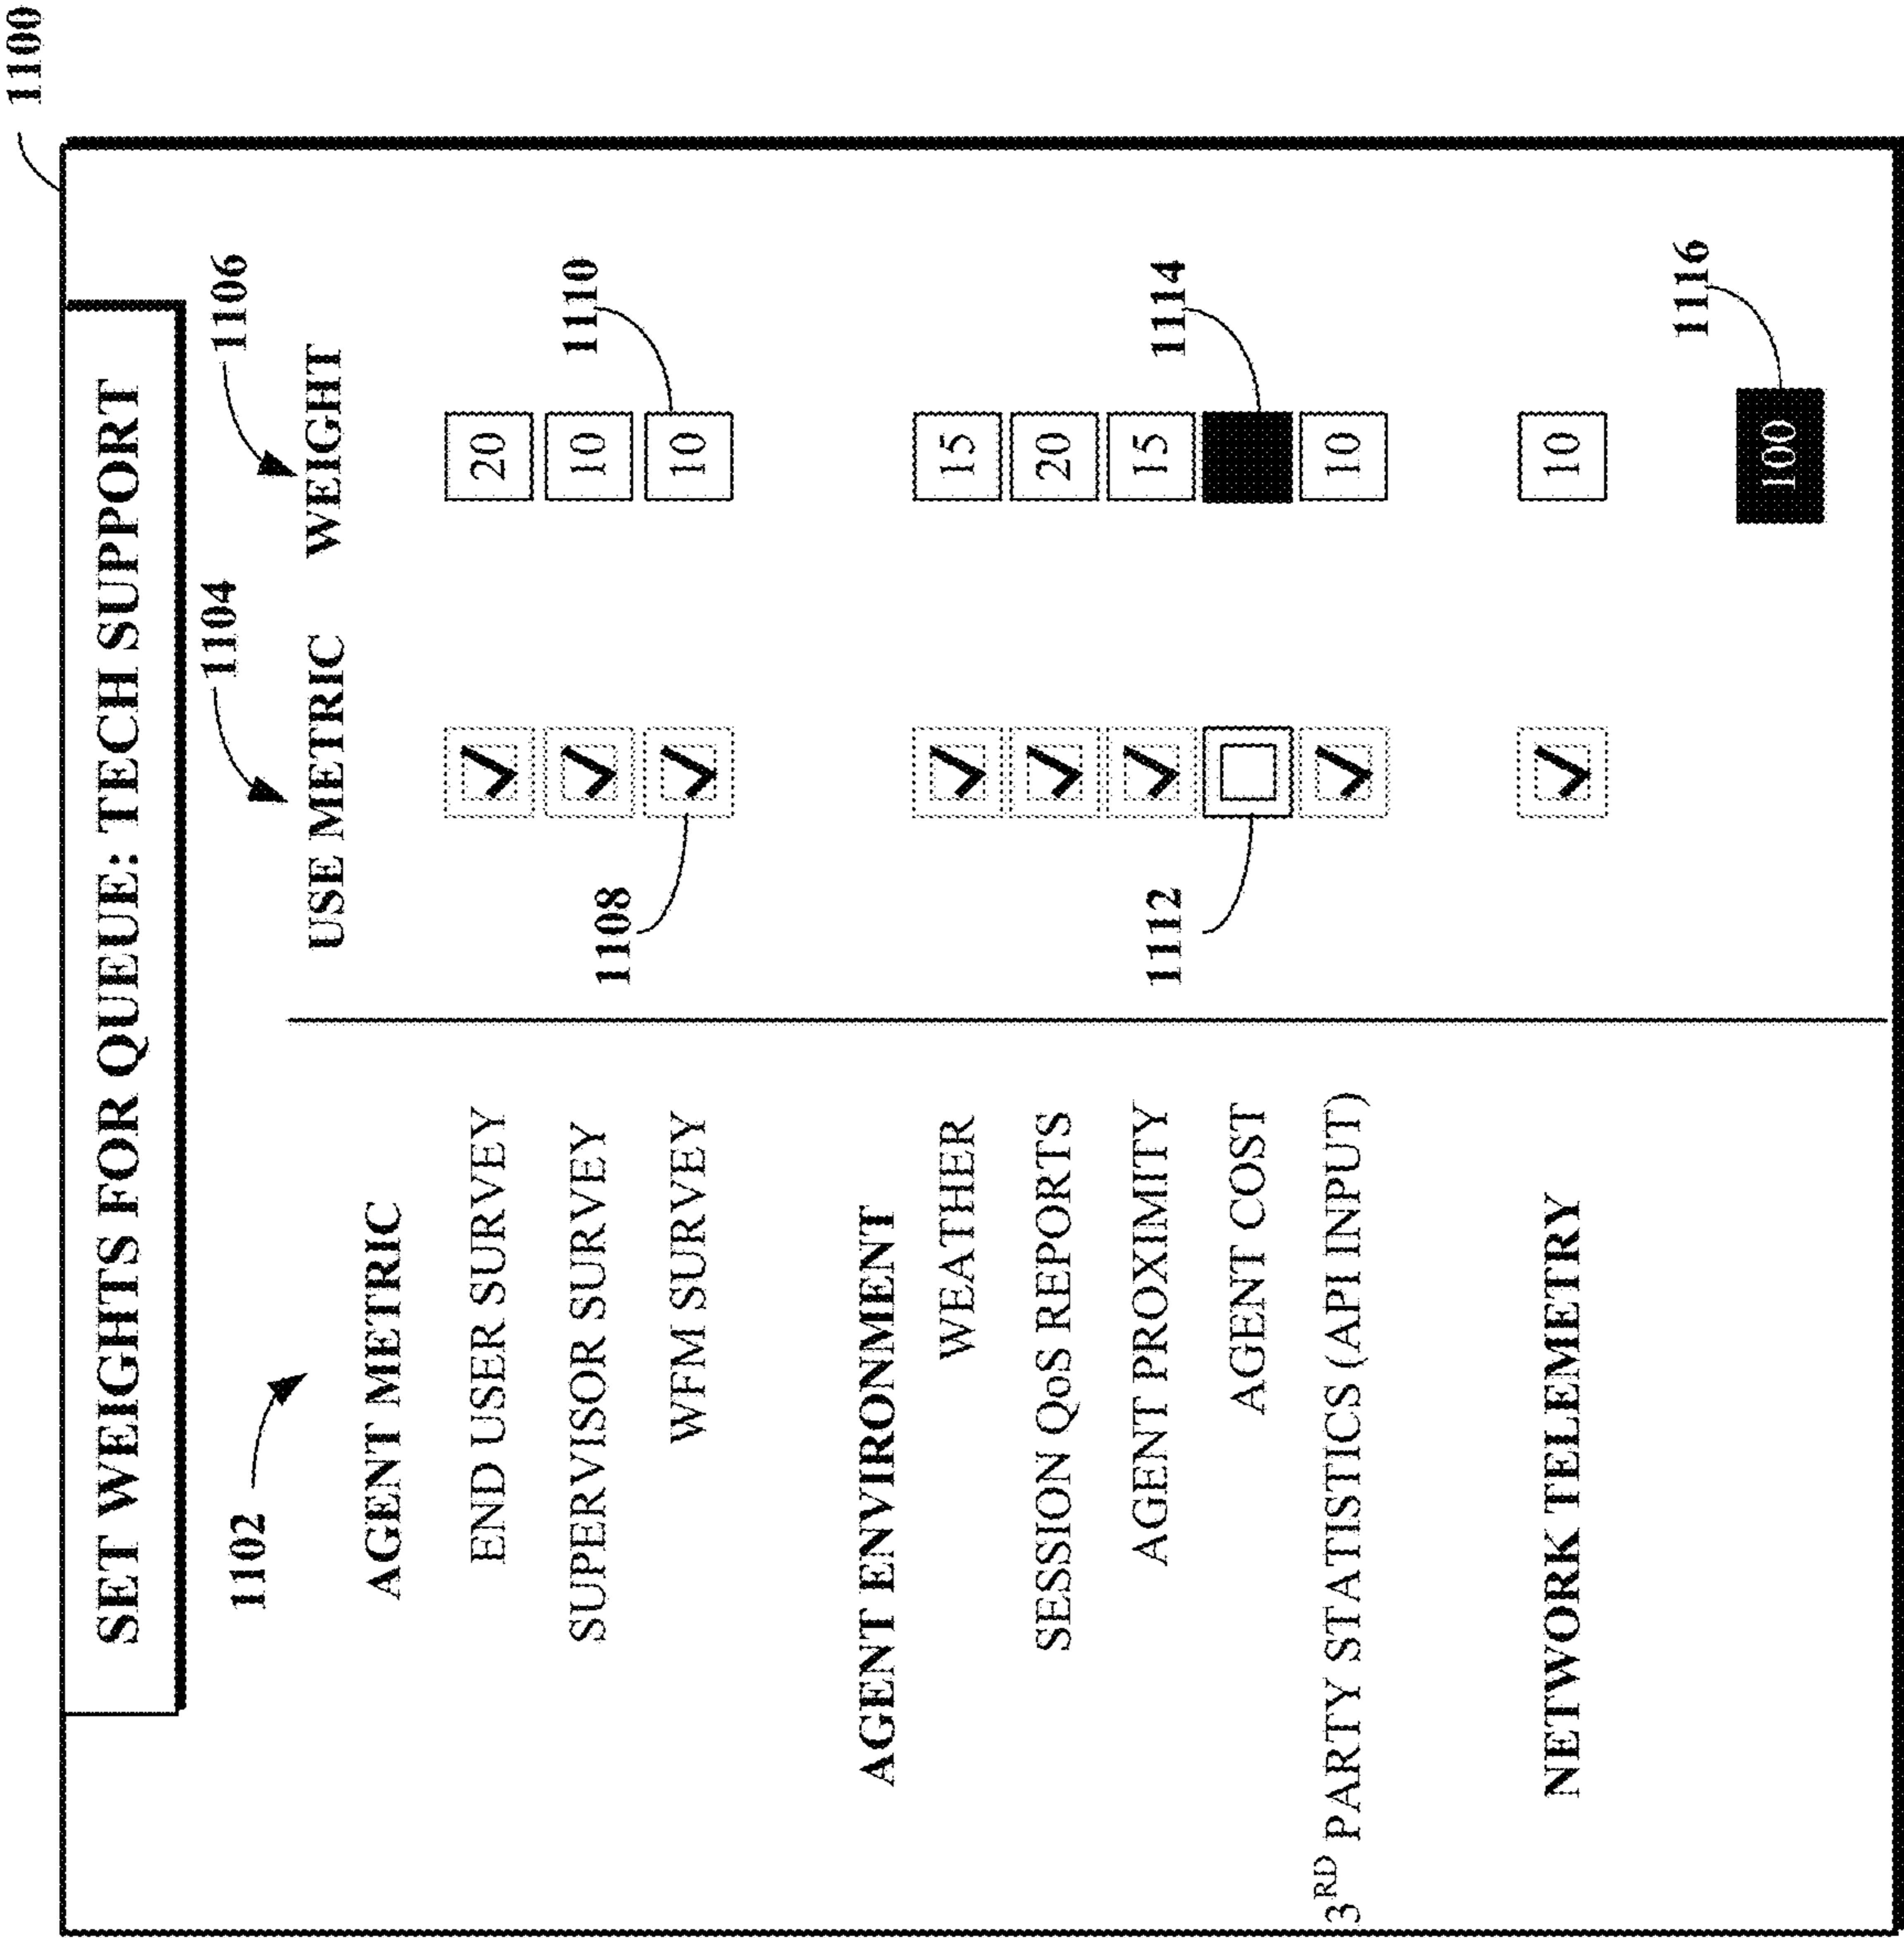 1100
SET WEIGHTS FOR QUEUE: TECH SUPPORT
1102
1104
1106
USE METRIC WEIGHT
AGENT METRIC
END USER SURVEY 20
SUPERVISOR SURVEY 10
1108
1110
WFM SURVEY 10
AGENT ENVIRONMENT
WEATHER 15
SESSION QoS REPORTS 20
AGENT PROXIMITY 15
1112
1114
AGENT COST
3RD PARTY STATISTICS (API INPUT) 10
NETWORK TELEMETRY 10
1116
100